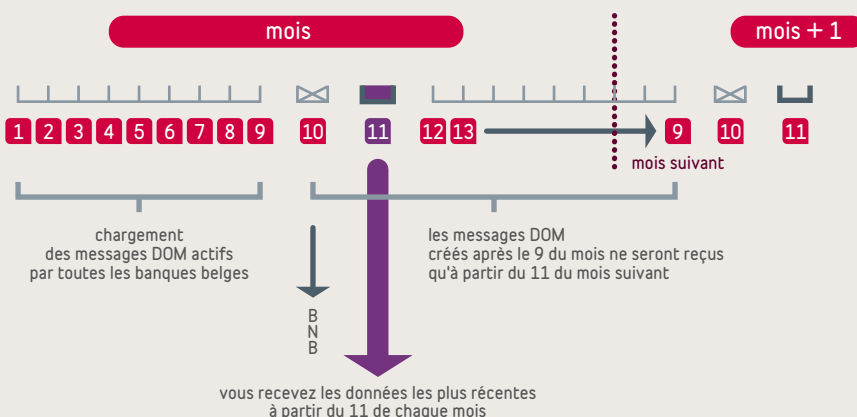 mois
mois + 1
1 2 3 4 5 6 7 8 9 10 11 12 13 9 10 11
mois suivant
chargement
des messages DOM actifs
par toutes les banques belges
les messages DOM
créés après le 9 du mois ne seront reçus
qu'à partir du 11 du mois suivant
B
N
B
vous recevez les données les plus récentes
à partir du 11 de chaque mois